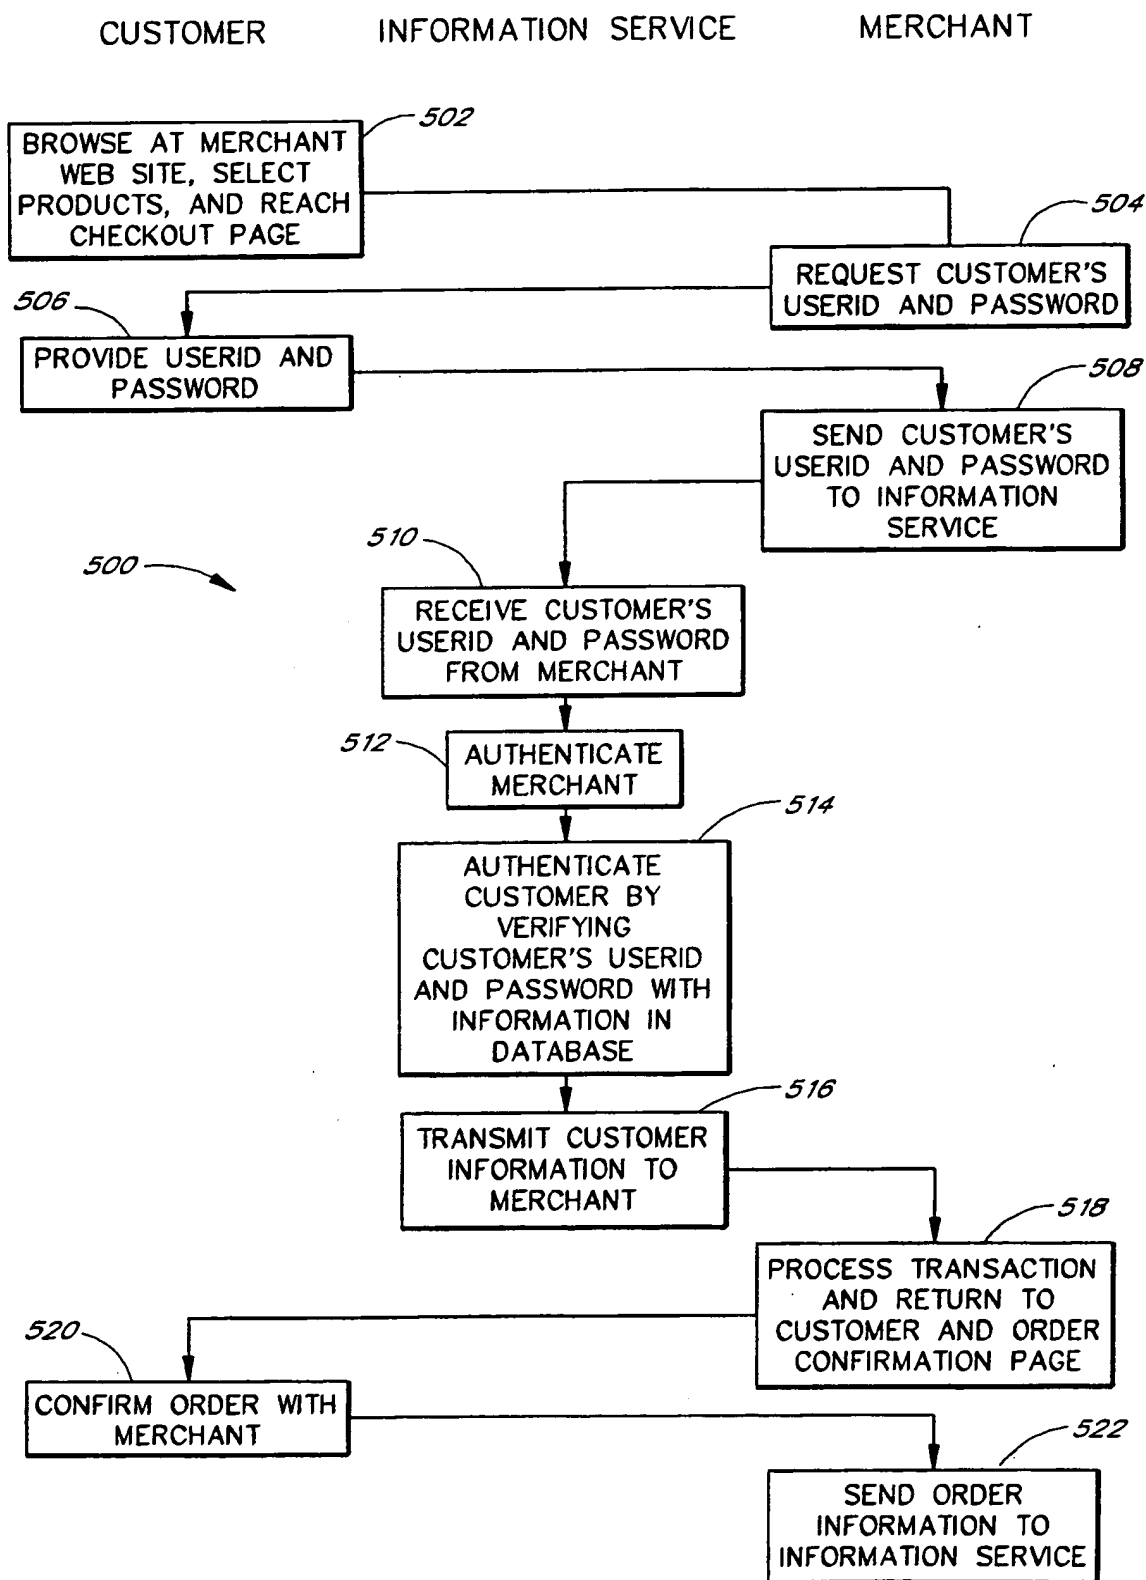 CUSTOMER INFORMATION SERVICE MERCHANT
502
BROWSE AT MERCHANT
WEB SITE, SELECT
PRODUCTS, AND REACH
CHECKOUT PAGE
504
REQUEST CUSTOMER'S
USERID AND PASSWORD
506
PROVIDE USERID AND
PASSWORD
508
SEND CUSTOMER'S
USERID AND PASSWORD
TO INFORMATION
SERVICE
500
510
RECEIVE CUSTOMER'S
USERID AND PASSWORD
FROM MERCHANT
512
AUTHENTICATE
MERCHANT
514
AUTHENTICATE
CUSTOMER BY
VERIFYING
CUSTOMER'S USERID
AND PASSWORD WITH
INFORMATION IN
DATABASE
516
TRANSMIT CUSTOMER
INFORMATION TO
MERCHANT
518
PROCESS TRANSACTION
AND RETURN TO
CUSTOMER AND ORDER
CONFIRMATION PAGE
520
CONFIRM ORDER WITH
MERCHANT
522
SEND ORDER
INFORMATION TO
INFORMATION SERVICE